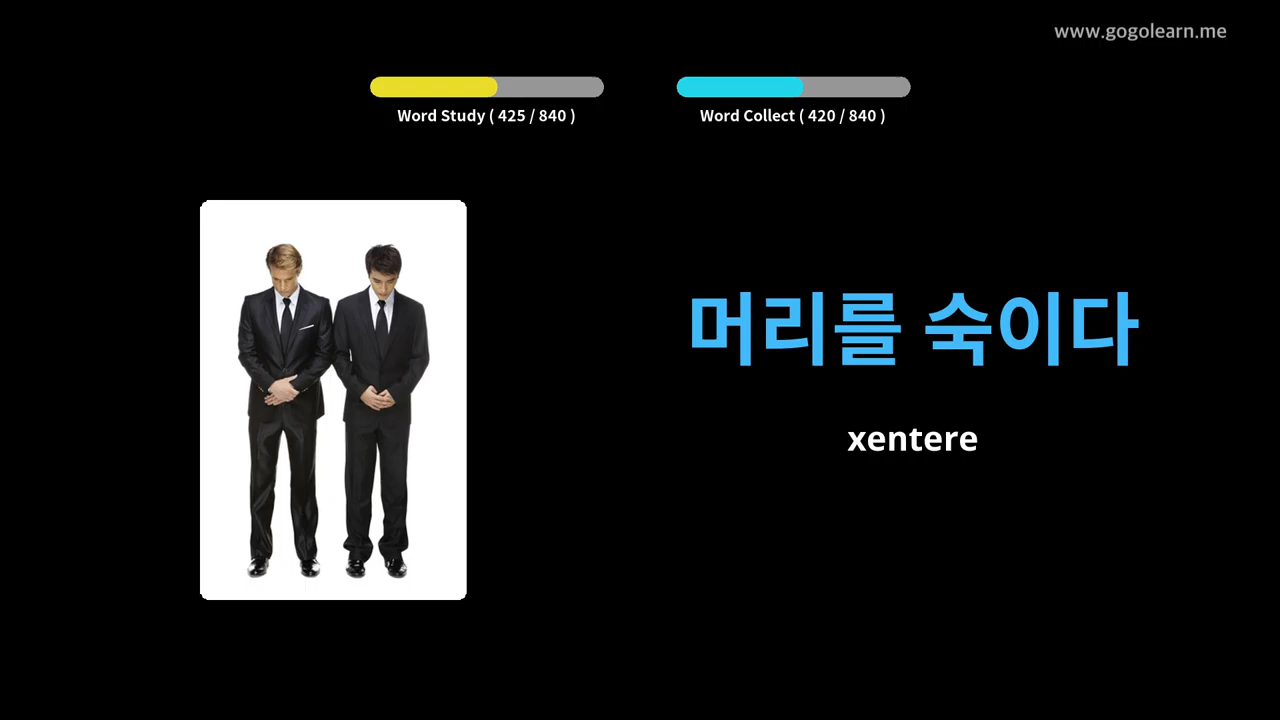 www.gogolearn.me
Word Study ( 425 / 840 )
Word Collect ( 420 / 840 )
머리를 숙이다
xentere